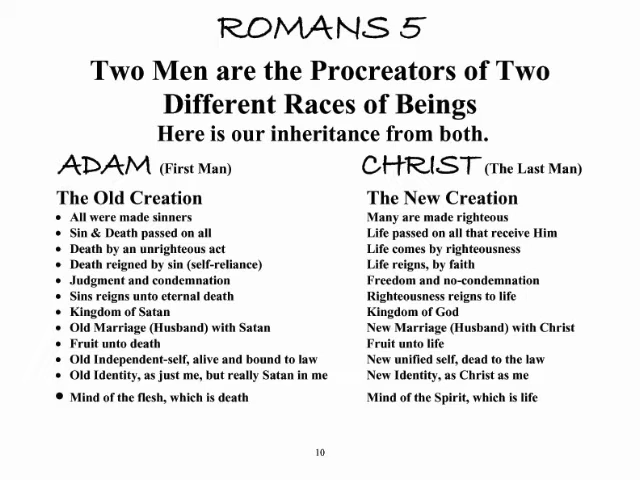 ROMANS 5
Two Men are the Procreators of Two
Different Races of Beings
Here is our inheritance from both.
ADAM (First Man)
The Old Creation
• All were made sinners
• Sin & Death passed on all
• Death by an unrighteous act
• Death reigned by sin (self-reliance)
• Judgment and condemnation
• Sins reigns unto eternal death
• Kingdom of Satan
• Old Marriage (Husband) with Satan
• Fruit unto death
• Old Independent-self, alive and bound to law
• Old Identity, as just me, but really Satan in me
• Mind of the flesh, which is death
CHRIST (The Last Man)
The New Creation
Many are made righteous
Life passed on all that receive Him
Life comes by righteousness
Life reigns, by faith
Freedom and no-condemnation
Righteousness reigns to life
Kingdom of God
New Marriage (Husband) with Christ
Fruit unto life
New unified self, dead to the law
New Identity, as Christ as me
Mind of the Spirit, which is life
10